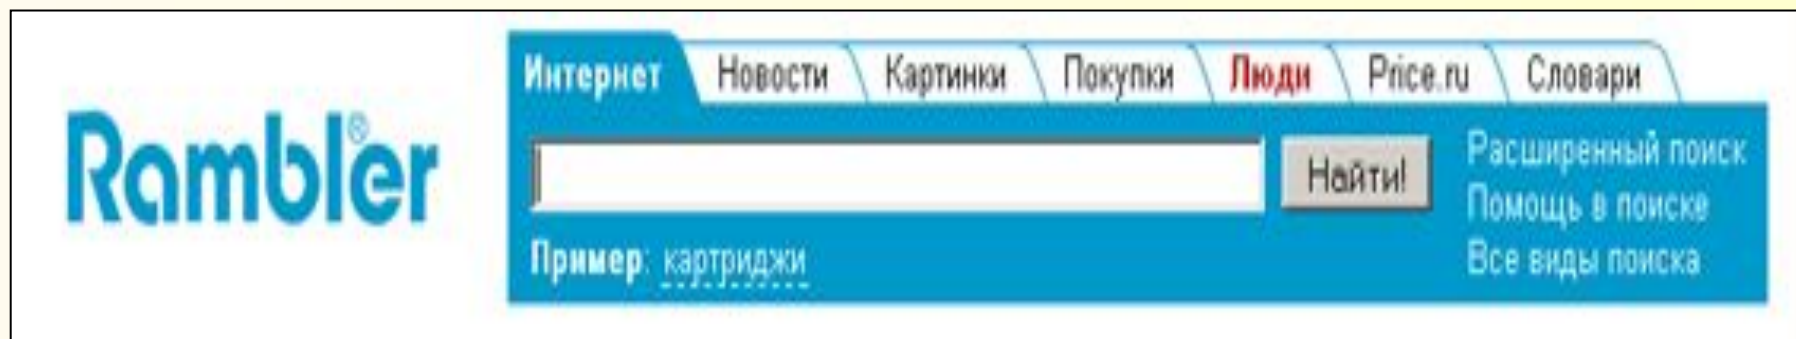 Интернет Новости Картинки Покупки Люди Price.ru Словари
Rambler®
Найти!
Расширенный поиск
Помощь в поиске
Все виды поиска
Пример: картриджи